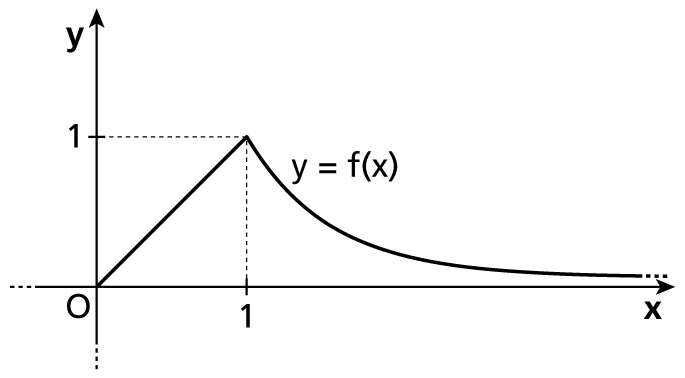 y
1
y = f(x)
O
1
x